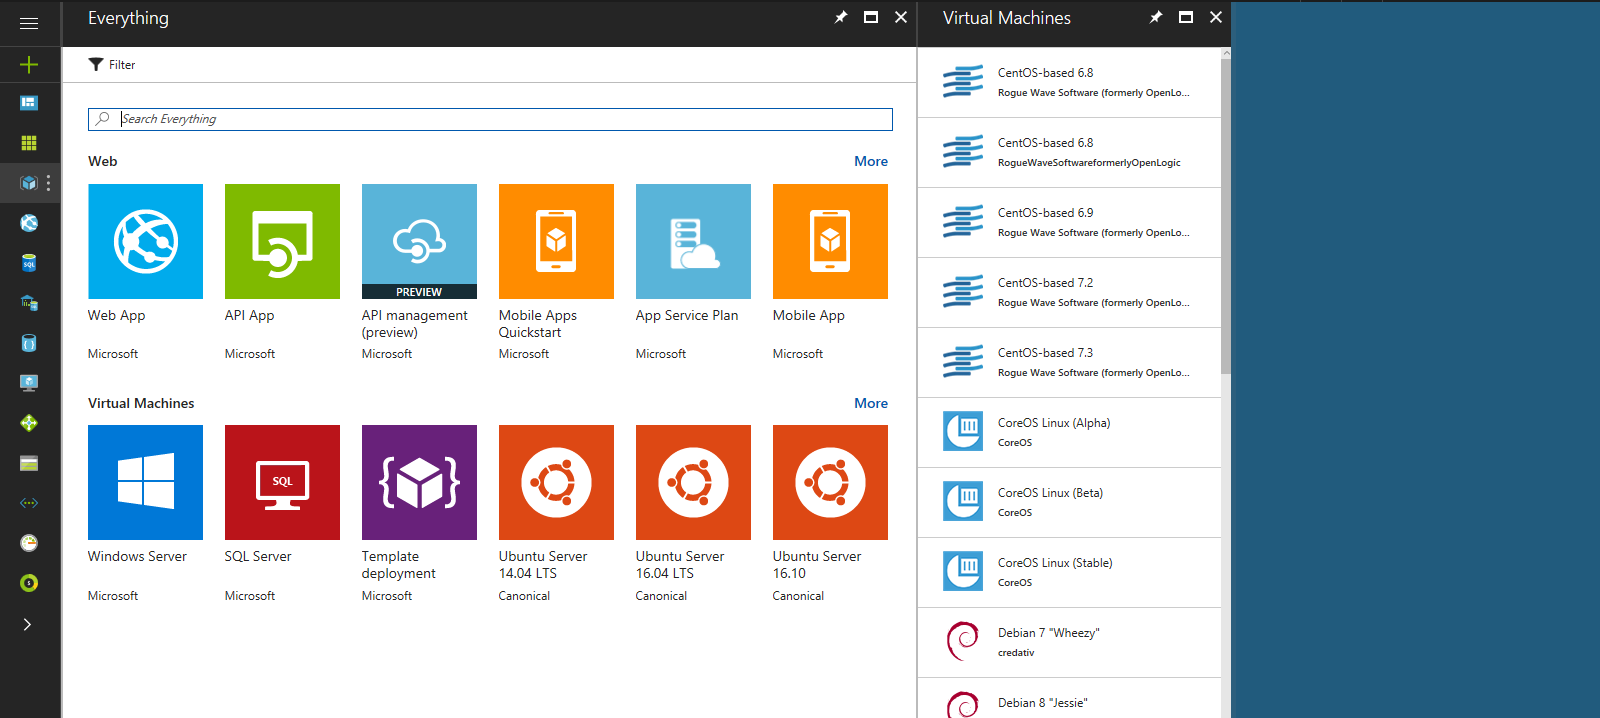 Everything
Filter
Search Everything
Web
More
PREVIEW
Web App
API App
API management
(preview)
Mobile Apps
Quickstart
App Service Plan
Mobile App
Microsoft
Microsoft
Microsoft
Microsoft
Microsoft
Microsoft
Virtual Machines
More
SQL
Windows Server
SQL Server
Template
deployment
Ubuntu Server
14.04 LTS
Ubuntu Server
16.04 LTS
Ubuntu Server
16.10
Microsoft
Microsoft
Microsoft
Canonical
Canonical
Canonical
SQL
Virtual Machines
CentOS-based 6.8
Rogue Wave Software (formerly OpenLo...
CentOS-based 6.8
RogueWaveSoftwareformerlyOpenLogic
CentOS-based 6.9
Rogue Wave Software (formerly OpenLo...
CentOS-based 7.2
Rogue Wave Software (formerly OpenLo...
CentOS-based 7.3
Rogue Wave Software (formerly OpenLo...
CoreOS Linux (Alpha)
CoreOS
CoreOS Linux (Beta)
CoreOS
CoreOS Linux (Stable)
CoreOS
Debian 7 "Wheezy"
credativ
Debian 8 "Jessie"